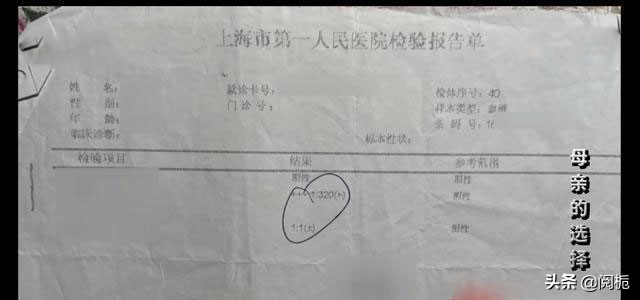 上海市第一人民医院检验报告单
姓 名:
就诊卡号:
检体序号: 40
性 别:
门诊号:
样本类型: 血清
年 龄:
条 码 号: 1(
临床诊断:
标本性状:
检验项目 结果 参考范围
阴性 阴性
+++ 1:320(+) 阴性
1:1(±) 阴性
母亲的选择
头条 @阅扼